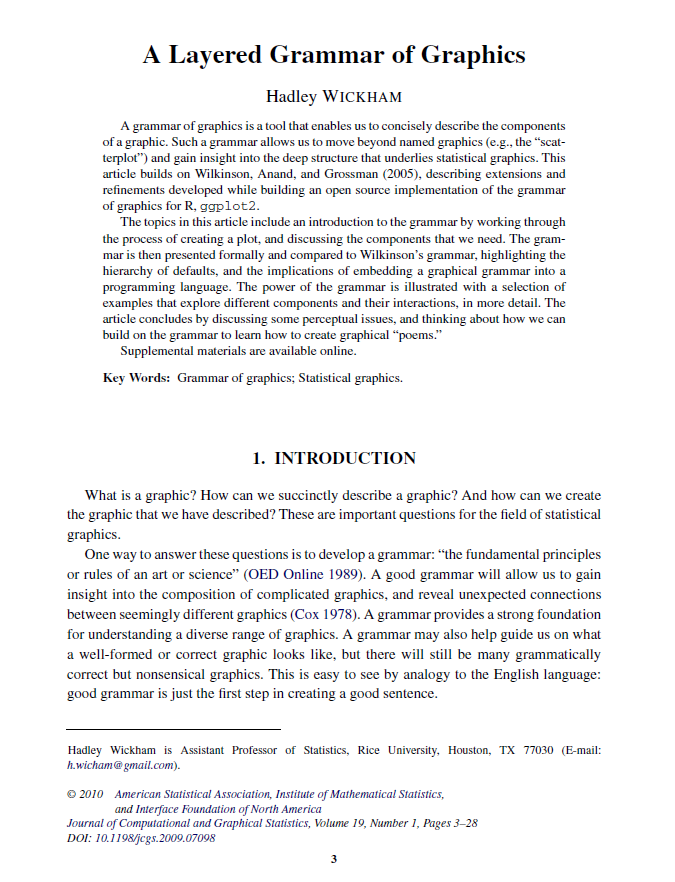 A Layered Grammar of Graphics
Hadley WICKHAM
A grammar of graphics is a tool that enables us to concisely describe the components
of a graphic. Such a grammar allows us to move beyond named graphics (e.g., the “scat-
terplot”) and gain insight into the deep structure that underlies statistical graphics. This
article builds on Wilkinson, Anand, and Grossman (2005), describing extensions and
refinements developed while building an open source implementation of the grammar
of graphics for R, ggplot2.
The topics in this article include an introduction to the grammar by working through
the process of creating a plot, and discussing the components that we need. The gram-
mar is then presented formally and compared to Wilkinson’s grammar, highlighting the
hierarchy of defaults, and the implications of embedding a graphical grammar into a
programming language. The power of the grammar is illustrated with a selection of
examples that explore different components and their interactions, in more detail. The
article concludes by discussing some perceptual issues, and thinking about how we can
build on the grammar to learn how to create graphical “poems.”
Supplemental materials are available online.
Key Words: Grammar of graphics; Statistical graphics.
1. INTRODUCTION
What is a graphic? How can we succinctly describe a graphic? And how can we create
the graphic that we have described? These are important questions for the field of statistical
graphics.
One way to answer these questions is to develop a grammar: “the fundamental principles
or rules of an art or science” (OED Online 1989). A good grammar will allow us to gain
insight into the composition of complicated graphics, and reveal unexpected connections
between seemingly different graphics (Cox 1978). A grammar provides a strong foundation
for understanding a diverse range of graphics. A grammar may also help guide us on what
a well-formed or correct graphic looks like, but there will still be many grammatically
correct but nonsensical graphics. This is easy to see by analogy to the English language:
good grammar is just the first step in creating a good sentence.
Hadley Wickham is Assistant Professor of Statistics, Rice University, Houston, TX 77030 (E-mail:
h.wicham@gmail.com).
© 2010 American Statistical Association, Institute of Mathematical Statistics,
and Interface Foundation of North America
Journal of Computational and Graphical Statistics, Volume 19, Number 1, Pages 3–28
DOI: 10.1198/jcgs.2009.07098
3